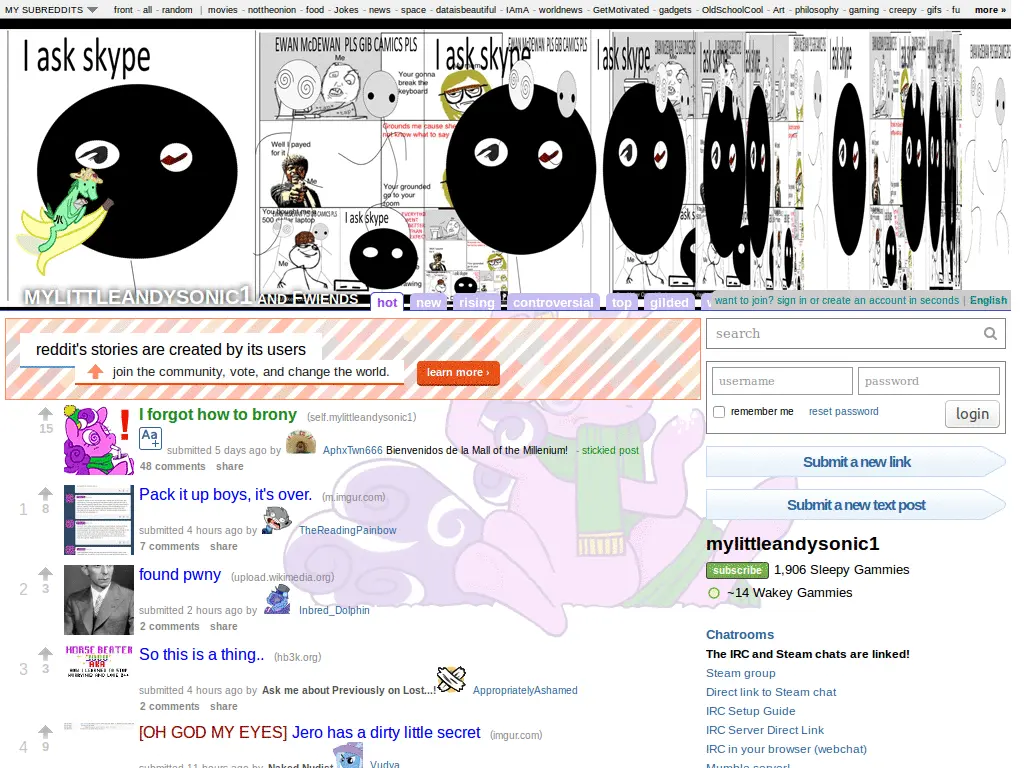 MY SUBREDDITS front - all - random | movies - nottheonion - food - Jokes - news - space - dataisbeautiful - IAmA - worldnews - GetMotivated - gadgets - OldSchoolCool - Art - philosophy - gaming - creepy - gifs - fu more »
I ask skype
EWAN McDEWAN PLS GIB CAMICS PLS
Me
Your gonna
break the
keyboard
Grounds me cause she
not know what to say
Well I payed
for it
Me
Your grounded
go to your
room
500 laptop
I ask skype
Me
I ask skype
I ask skype
MYLITTLEANDYSONIC1 AND FWIENDS hot new rising controversial top gilded want to join? sign in or create an account in seconds | English
reddit's stories are created by its users
join the community, vote, and change the world. learn more ›
search
username password
remember me reset password login
Submit a new link
Submit a new text post
mylittleandysonic1
subscribe 1,906 Sleepy Gammies
~14 Wakey Gammies
Chatrooms
The IRC and Steam chats are linked!
Steam group
Direct link to Steam chat
IRC Setup Guide
IRC Server Direct Link
IRC in your browser (webchat)
Mumble server!
15
I forgot how to brony (self.mylittleandysonic1)
Aa+ submitted 5 days ago by AphxTwn666 Bienvenidos de la Mall of the Millenium! - stickied post
48 comments share
1 8
Pack it up boys, it's over. (m.imgur.com)
submitted 4 hours ago by TheReadingPainbow
7 comments share
2 3
found pwny (upload.wikimedia.org)
submitted 2 hours ago by Inbred_Dolphin
2 comments share
3 3
HORSE BEATEN
AKA
HOW I LEARNED TO STOP
So this is a thing.. (hb3k.org)
submitted 4 hours ago by Ask me about Previously on Lost...! AppropriatelyAshamed
2 comments share
4 9
[OH GOD MY EYES] Jero has a dirty little secret (imgur.com)
submitted 11 hours ago by Naked Nudist Vudya